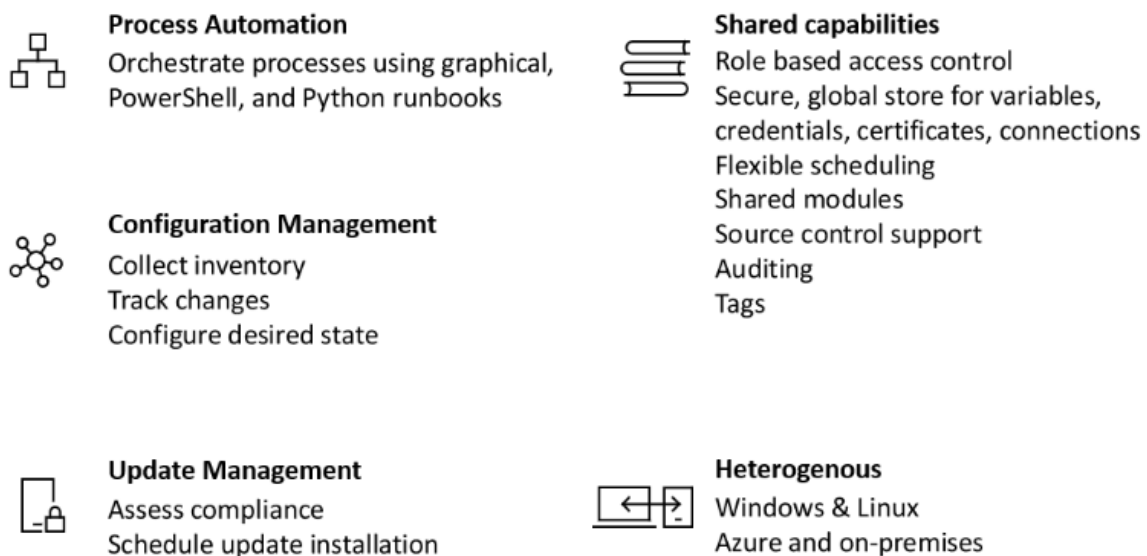 Process Automation
Orchestrate processes using graphical,
PowerShell, and Python runbooks
Configuration Management
Collect inventory
Track changes
Configure desired state
Update Management
Assess compliance
Schedule update installation
Shared capabilities
Role based access control
Secure, global store for variables,
credentials, certificates, connections
Flexible scheduling
Shared modules
Source control support
Auditing
Tags
Heterogenous
Windows & Linux
Azure and on-premises